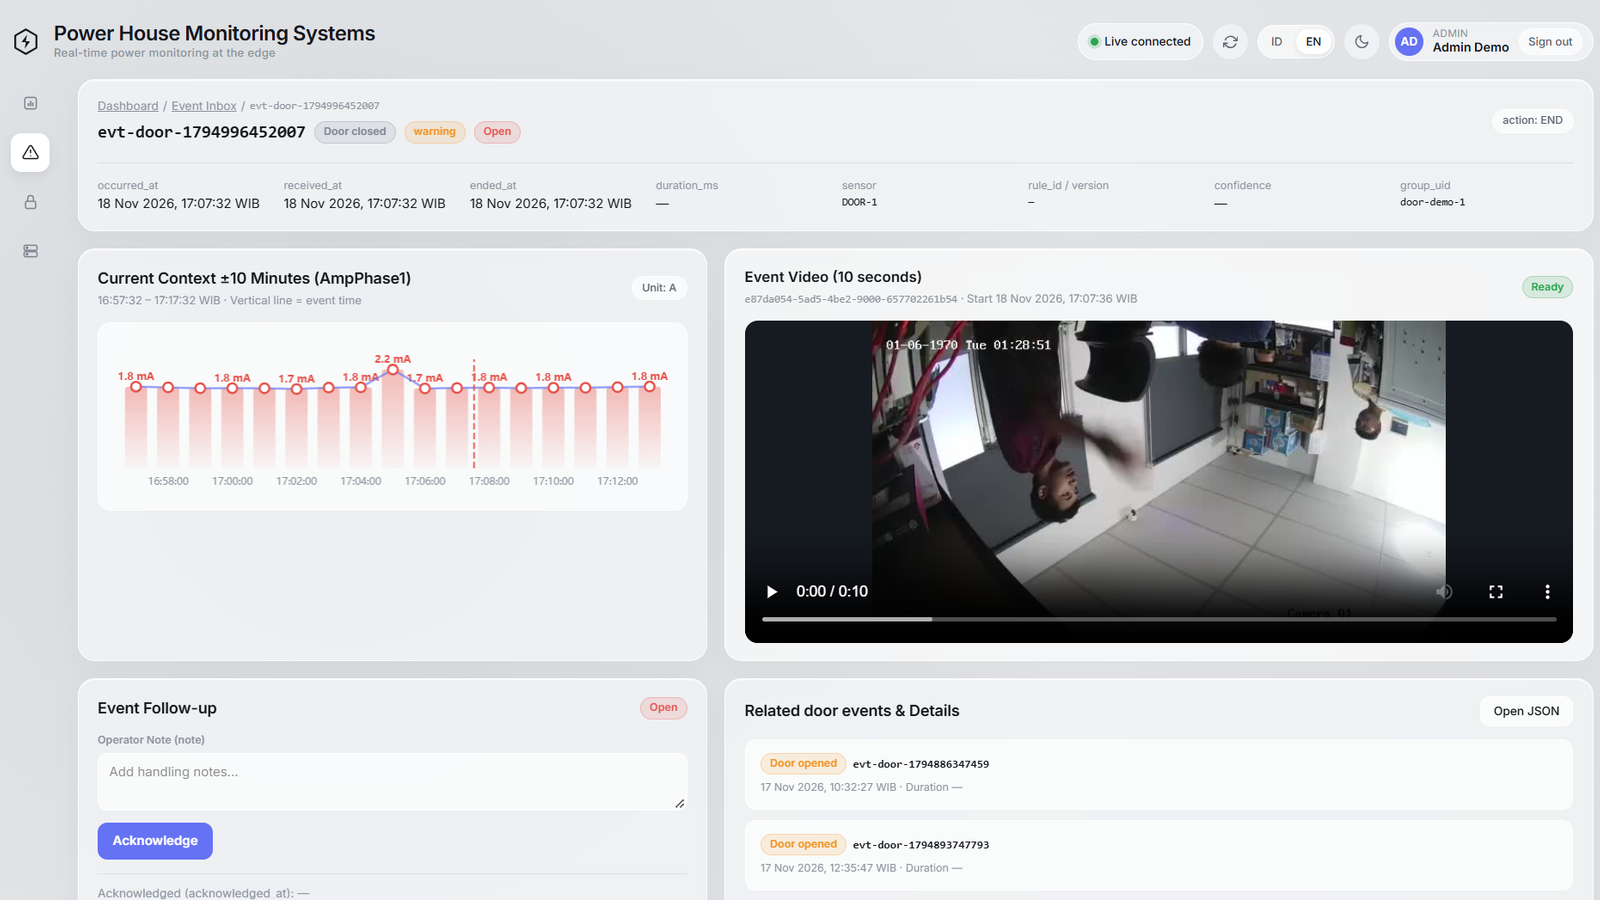 Power House Monitoring Systems
Real-time power monitoring at the edge
Live connected
ID EN
AD
ADMIN
Admin Demo
Sign out
Dashboard / Event Inbox / evt-door-1794996452007
evt-door-1794996452007 Door closed warning Open
action: END
occurred_at received_at ended_at duration_ms sensor rule_id / version confidence group_uid
18 Nov 2026, 17:07:32 WIB 18 Nov 2026, 17:07:32 WIB 18 Nov 2026, 17:07:32 WIB — DOOR-1 — — door-demo-1
Current Context ±10 Minutes (AmpPhase1)
16:57:32 – 17:17:32 WIB · Vertical line = event time
Unit: A
2.2 mA
1.8 mA 1.8 mA 1.7 mA 1.8 mA 1.7 mA 1.8 mA 1.8 mA 1.8 mA
16:58:00 17:00:00 17:02:00 17:04:00 17:06:00 17:08:00 17:10:00 17:12:00
Event Video (10 seconds)
e87da054-5ad5-4be2-9000-657702261b54 · Start 18 Nov 2026, 17:07:36 WIB
Ready
01-06-1970 Tue 01:28:51
0:00 / 0:10
Camera 01
Event Follow-up
Open
Operator Note (note)
Add handling notes...
Acknowledge
Acknowledged (acknowledged_at): —
Related door events & Details
Open JSON
Door opened evt-door-1794886347459
17 Nov 2026, 10:32:27 WIB · Duration —
Door opened evt-door-1794893747793
17 Nov 2026, 12:35:47 WIB · Duration —